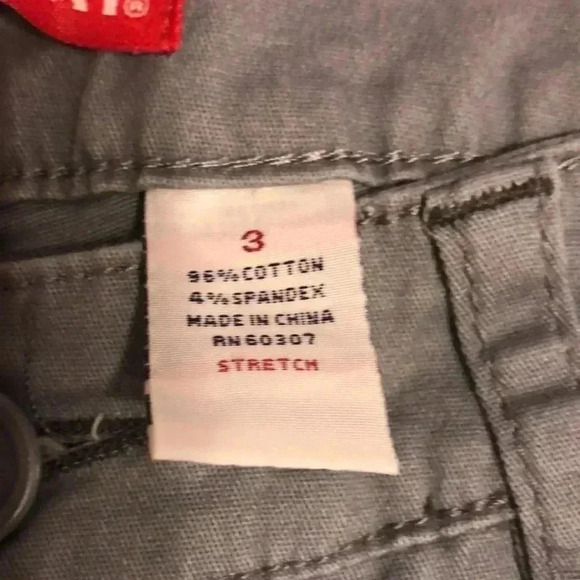 3
96% COTTON
4% SPANDEX
MADE IN CHINA
RN 60307
STRETCH